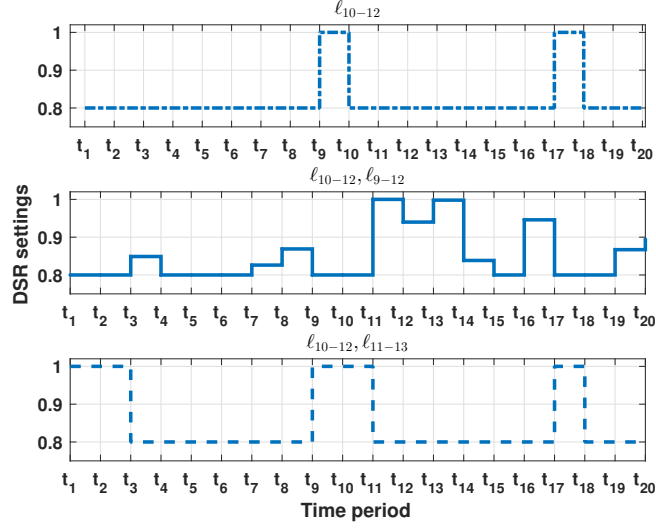 ℓ₁₀₋₁₂
1
0.8
t₁ t₂ t₃ t₄ t₅ t₆ t₇ t₈ t₉ t₁₀ t₁₁ t₁₂ t₁₃ t₁₄ t₁₅ t₁₆ t₁₇ t₁₈ t₁₉ t₂₀
ℓ₁₀₋₁₂, ℓ₉₋₁₂
DSR settings
1
0.9
0.8
t₁ t₂ t₃ t₄ t₅ t₆ t₇ t₈ t₉ t₁₀ t₁₁ t₁₂ t₁₃ t₁₄ t₁₅ t₁₆ t₁₇ t₁₈ t₁₉ t₂₀
ℓ₁₀₋₁₂, ℓ₁₁₋₁₃
1
0.9
0.8
t₁ t₂ t₃ t₄ t₅ t₆ t₇ t₈ t₉ t₁₀ t₁₁ t₁₂ t₁₃ t₁₄ t₁₅ t₁₆ t₁₇ t₁₈ t₁₉ t₂₀
Time period